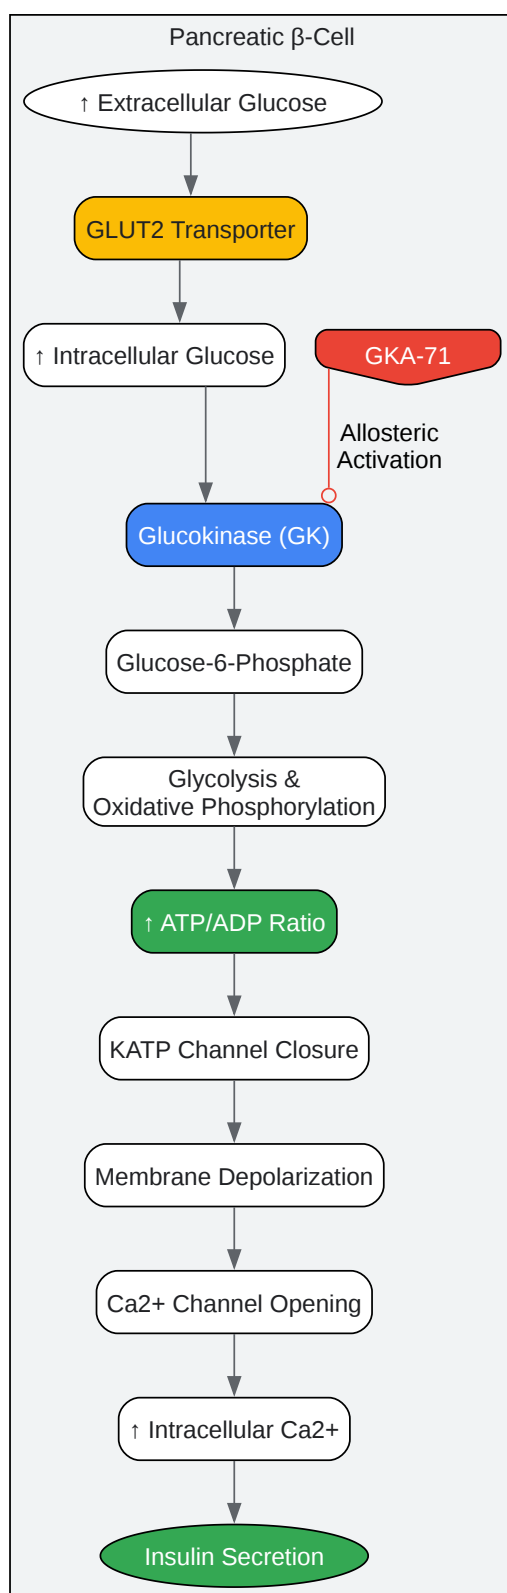 Pancreatic β-Cell
↑ Extracellular Glucose
GLUT2 Transporter
↑ Intracellular Glucose
GKA-71
Allosteric
Activation
Glucokinase (GK)
Glucose-6-Phosphate
Glycolysis &
Oxidative Phosphorylation
↑ ATP/ADP Ratio
KATP Channel Closure
Membrane Depolarization
Ca2+ Channel Opening
↑ Intracellular Ca2+
Insulin Secretion